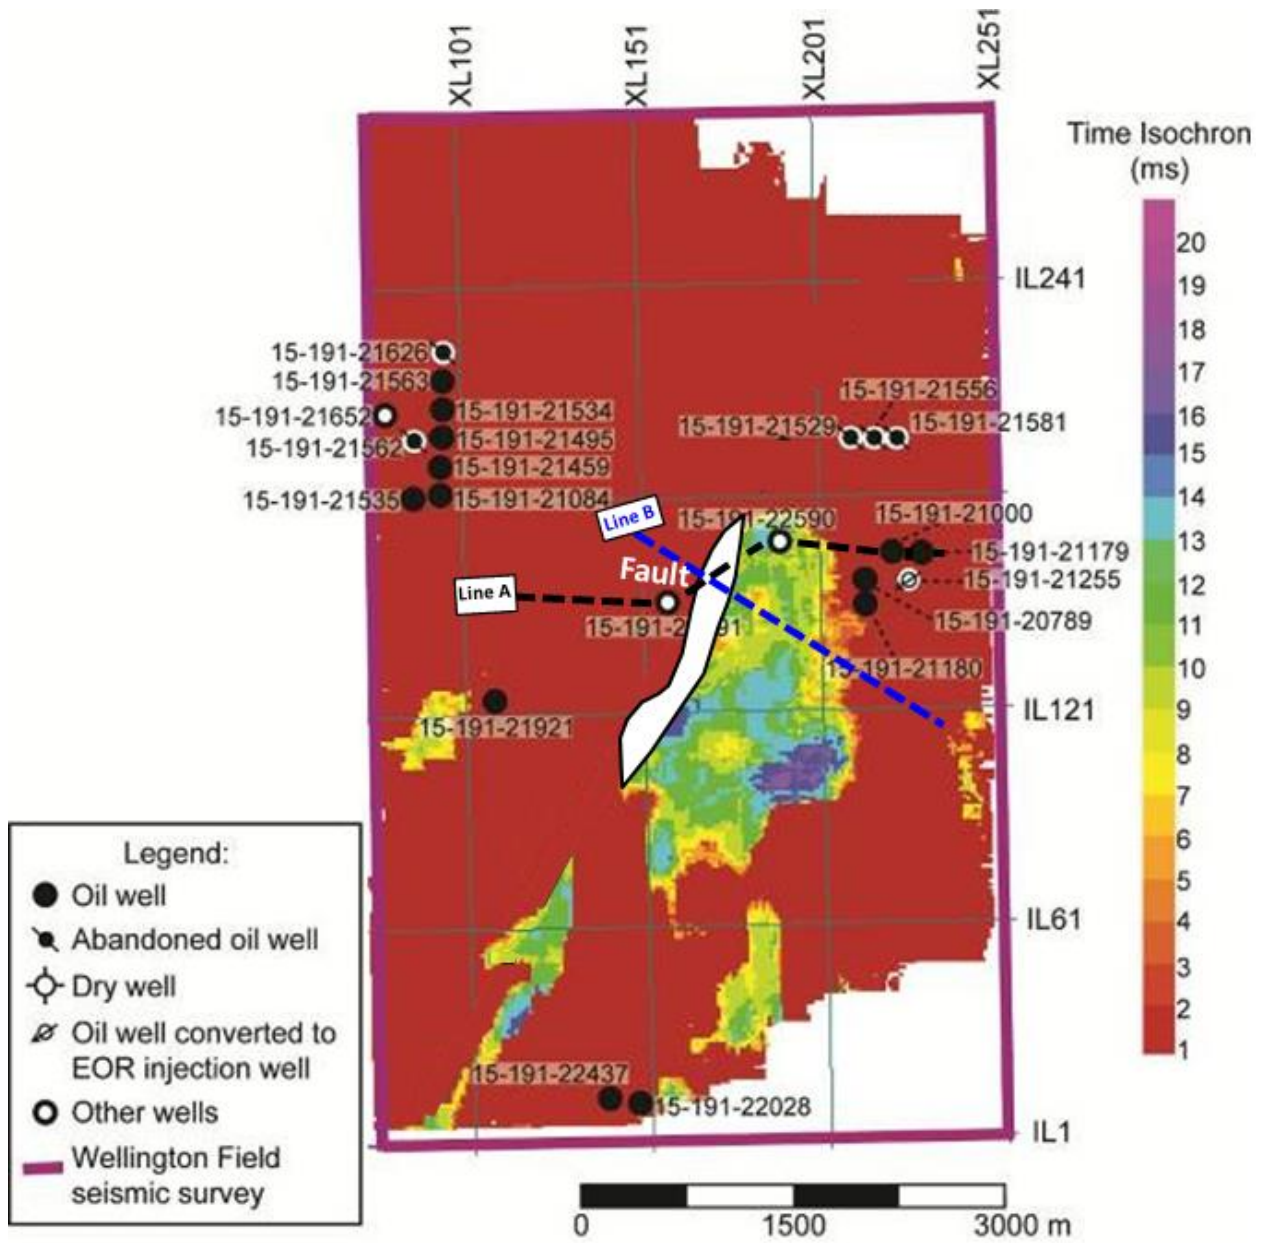 XL101
XL151
XL201
XL251
Time Isochron
(ms)
20
19
18
17
16
15
14
13
12
11
10
9
8
7
6
5
4
3
2
1
IL241
15-191-21626
15-191-21563
15-191-21652
15-191-21534
15-191-21562
15-191-21495
15-191-21459
15-191-21535
15-191-21084
15-191-21556
15-191-21529
15-191-21581
Line B
15-191-22590
15-191-21000
15-191-21179
Fault
15-191-21255
Line A
15-191-20789
15-191-21180
IL121
15-191-21921
IL61
15-191-22437
15-191-22028
IL1
Legend:
Oil well
Abandoned oil well
Dry well
Oil well converted to
EOR injection well
Other wells
Wellington Field
seismic survey
0 1500 3000 m